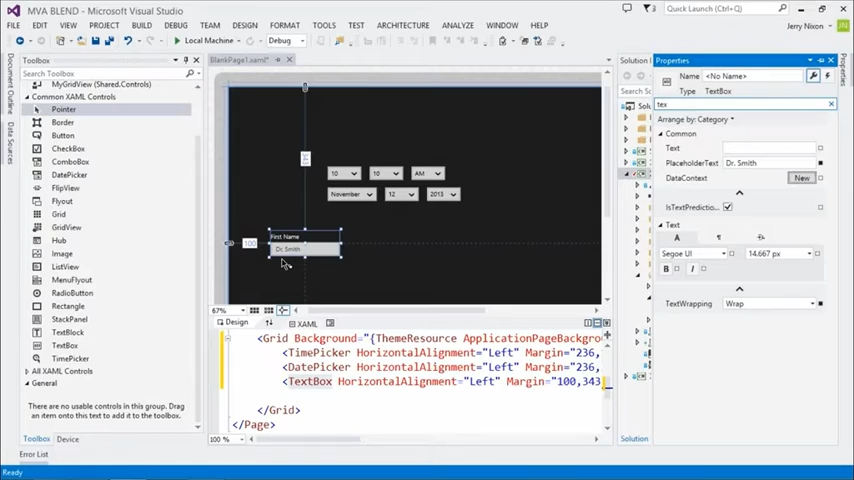 MVA BLEND - Microsoft Visual Studio
3
Quick Launch (Ctrl+Q)
FILE EDIT VIEW PROJECT BUILD DEBUG TEAM DESIGN FORMAT TOOLS TEST ARCHITECTURE ANALYZE WINDOW HELP
Jerry Nixon
JN
Local Machine Debug
Document Outline
Data Sources
Toolbox
Search Toolbox
MyGridView (Shared.Controls)
Common XAML Controls
Pointer
Border
Button
CheckBox
ComboBox
DatePicker
FlipView
Flyout
Grid
GridView
Hub
Image
ListView
MenuFlyout
RadioButton
Rectangle
StackPanel
TextBlock
TextBox
TimePicker
All XAML Controls
General
There are no usable controls in this group. Drag
an item onto this text to add it to the toolbox.
Toolbox Device
BlankPage1.xaml*
343
10 10 AM
November 12 2013
First Name
100
Dr. Smith
67%
Design XAML
<Grid Background="{ThemeResource ApplicationPageBackgrou
<TimePicker HorizontalAlignment="Left" Margin="236,
<DatePicker HorizontalAlignment="Left" Margin="236,
<TextBox HorizontalAlignment="Left" Margin="100,343
</Grid>
</Page>
100 %
Solution
Properties
Name <No Name>
Type TextBox
tex
Arrange by: Category
Common
Text
PlaceholderText Dr. Smith
DataContext New
IsTextPredictio...
Text
A
¶
Segoe UI 14.667 px
B I
TextWrapping Wrap
Properties
Error List
Ready